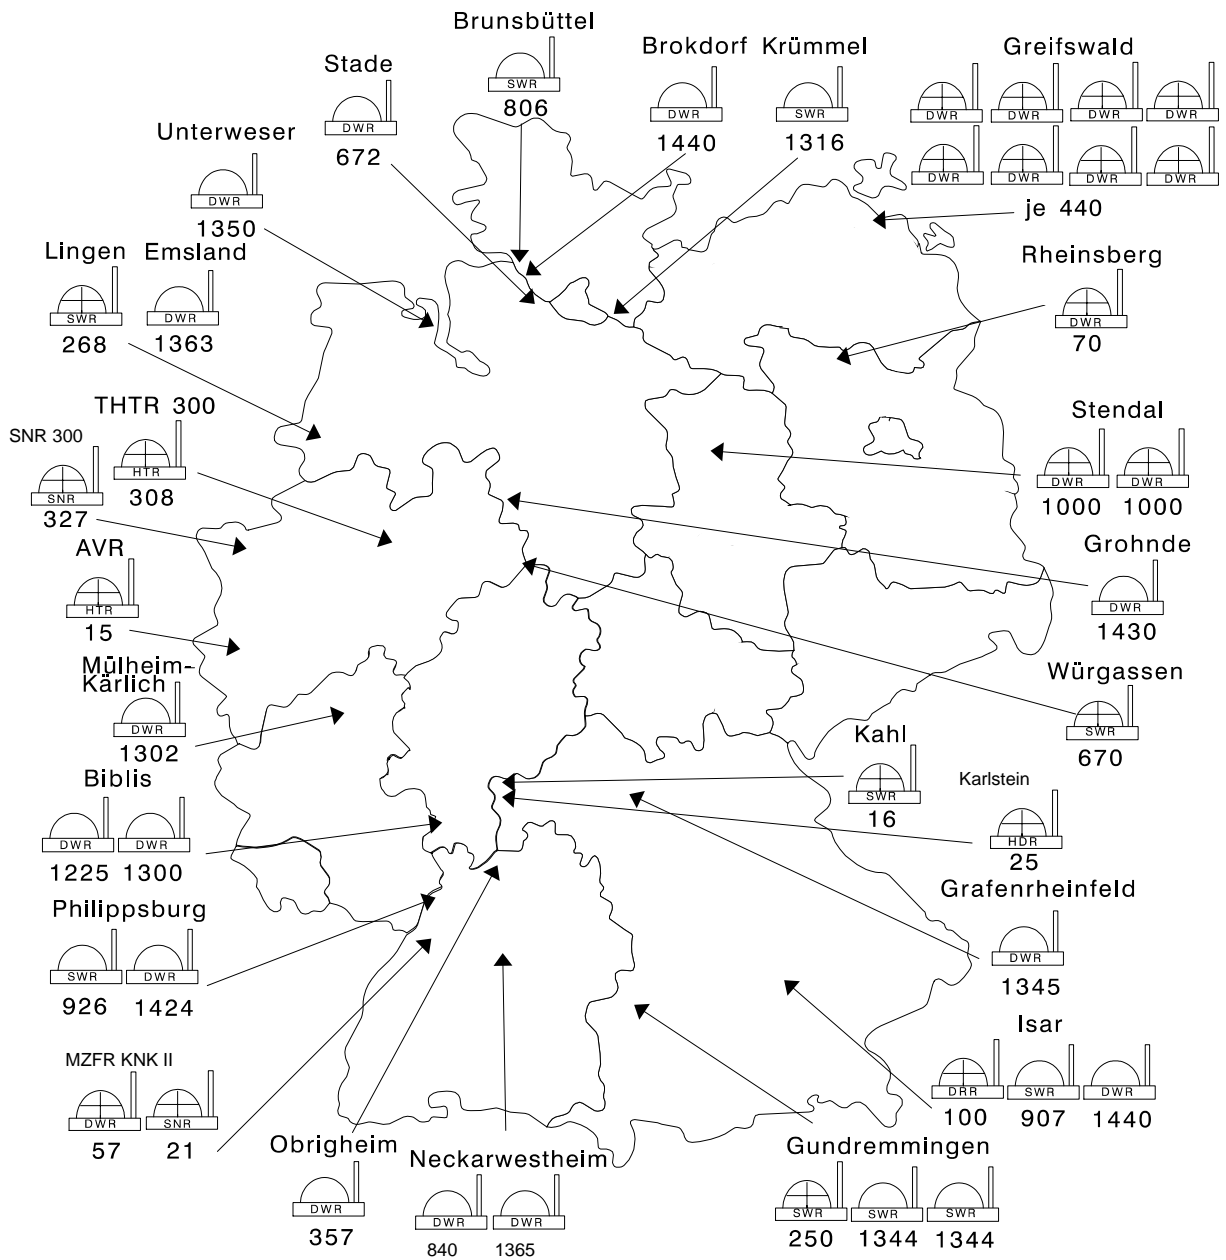 Brunsbüttel
SWR
806
Stade
DWR
672
Brokdorf
DWR
1440
Krümmel
SWR
1316
Greifswald
DWR DWR DWR DWR
DWR DWR DWR DWR
je 440
Unterweser
DWR
1350
Lingen
SWR
268
Emsland
DWR
1363
Rheinsberg
DWR
70
THTR 300
HTR
308
SNR 300
SNR
327
Stendal
DWR DWR
1000 1000
AVR
HTR
15
Grohnde
DWR
1430
Mülheim-
Kärlich
DWR
1302
Würgassen
SWR
670
Kahl
SWR
16
Karlstein
HDR
25
Biblis
DWR DWR
1225 1300
Grafenrheinfeld
DWR
1345
Philippsburg
SWR DWR
926 1424
Isar
DRR SWR DWR
100 907 1440
MZFR KNK II
DWR SNR
57 21
Obrigheim
DWR
357
Neckarwestheim
DWR DWR
840 1365
Gundremmingen
SWR SWR SWR
250 1344 1344